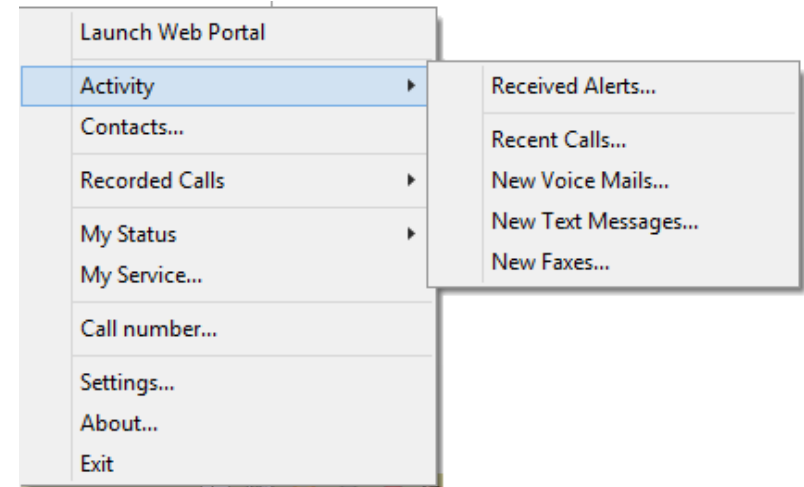 Launch Web Portal
Activity
Contacts...
Recorded Calls
My Status
My Service...
Call number...
Settings...
About...
Exit
Received Alerts...
Recent Calls...
New Voice Mails...
New Text Messages...
New Faxes...